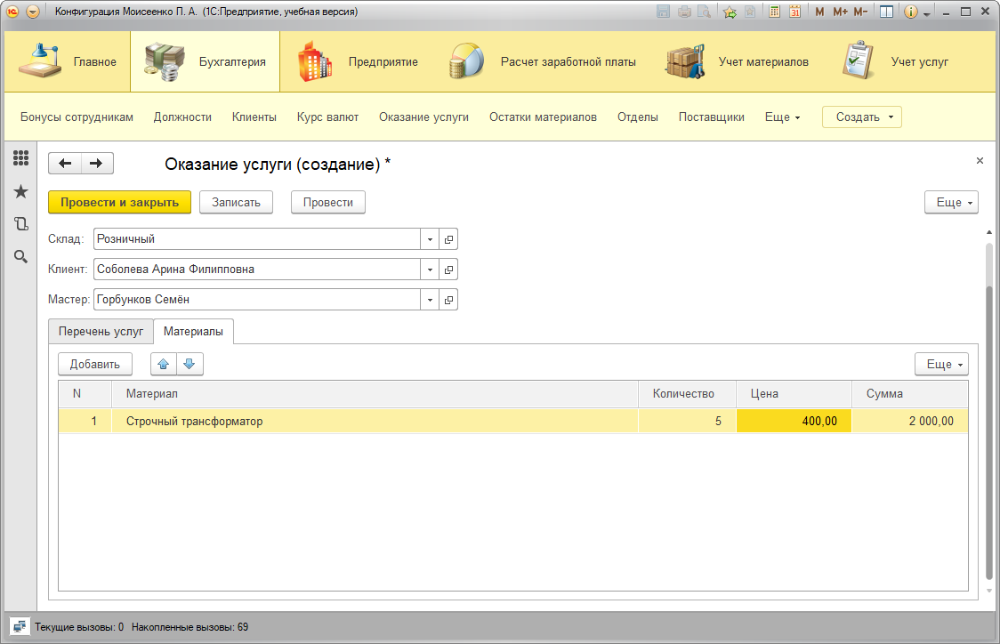 Конфигурация Моисеенко П. А. (1С:Предприятие, учебная версия)
M M+ M-
31
Главное Бухгалтерия Предприятие Расчет заработной платы Учет материалов Учет услуг
Бонусы сотрудникам Должности Клиенты Курс валют Оказание услуги Остатки материалов Отделы Поставщики Еще Создать
Оказание услуги (создание) *
Провести и закрыть Записать Провести Еще
Склад: Розничный
Клиент: Соболева Арина Филипповна
Мастер: Горбунков Семён
Перечень услуг Материалы
Добавить Еще
N Материал Количество Цена Сумма
1 Строчный трансформатор 5 400,00 2 000,00
Текущие вызовы: 0 Накопленные вызовы: 69